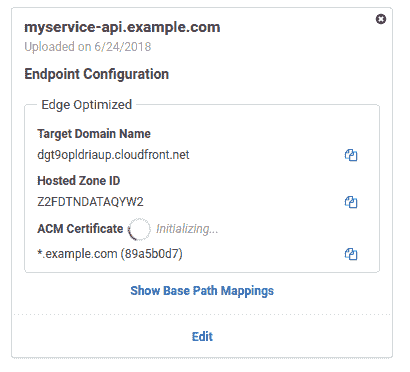 myservice-api.example.com
Uploaded on 6/24/2018
Endpoint Configuration
Edge Optimized
Target Domain Name
dgt9opldriaup.cloudfront.net
Hosted Zone ID
Z2FDTNDATAQYW2
ACM Certificate Initializing...
*.example.com (89a5b0d7)
Show Base Path Mappings
Edit